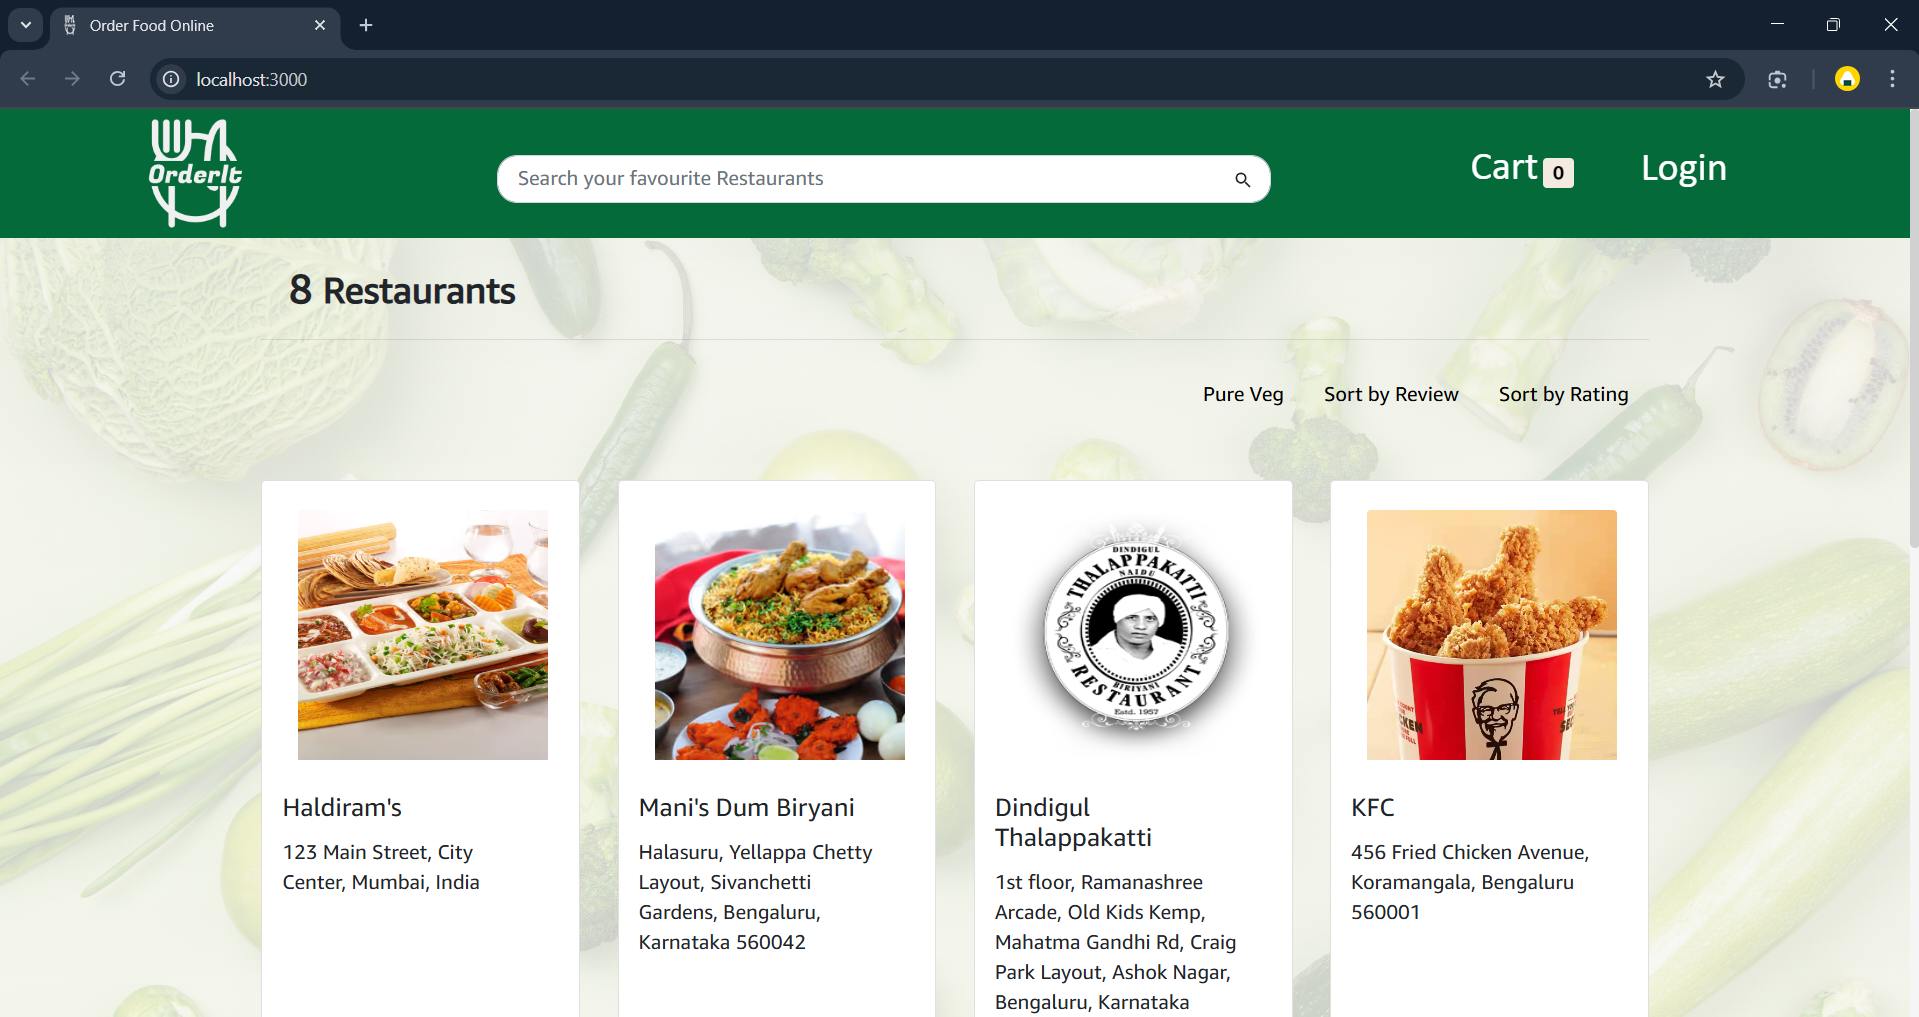 Order Food Online
localhost:3000
OrderIt
Search your favourite Restaurants
Cart 0
Login
8 Restaurants
Pure Veg
Sort by Review
Sort by Rating
DINDIGUL
THALAPPAKATTI
NAIDU
BIRIYANI
RESTAURANT
Estd. 1957
Haldiram's
123 Main Street, City
Center, Mumbai, India
Mani's Dum Biryani
Halasuru, Yellappa Chetty
Layout, Sivanchetti
Gardens, Bengaluru,
Karnataka 560042
Dindigul
Thalappakatti
1st floor, Ramanashree
Arcade, Old Kids Kemp,
Mahatma Gandhi Rd, Craig
Park Layout, Ashok Nagar,
Bengaluru, Karnataka
KFC
456 Fried Chicken Avenue,
Koramangala, Bengaluru
560001